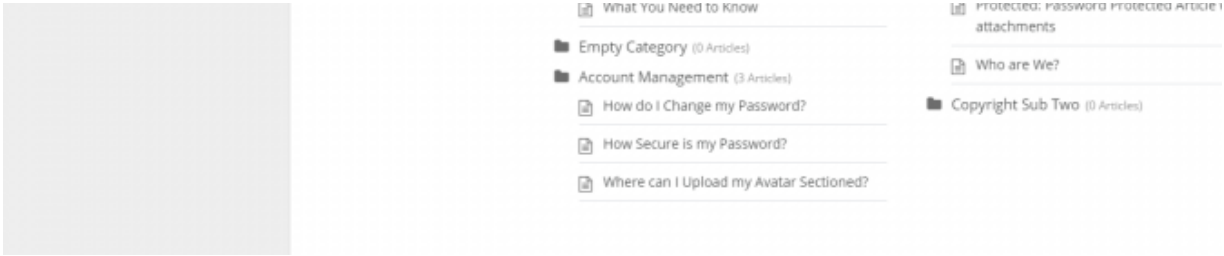 What You Need to Know
Empty Category (0 Articles)
Account Management (3 Articles)
How do I Change my Password?
How Secure is my Password?
Where can I Upload my Avatar Sectioned?
Protected: Password Protected Article
attachments
Who are We?
Copyright Sub Two (0 Articles)